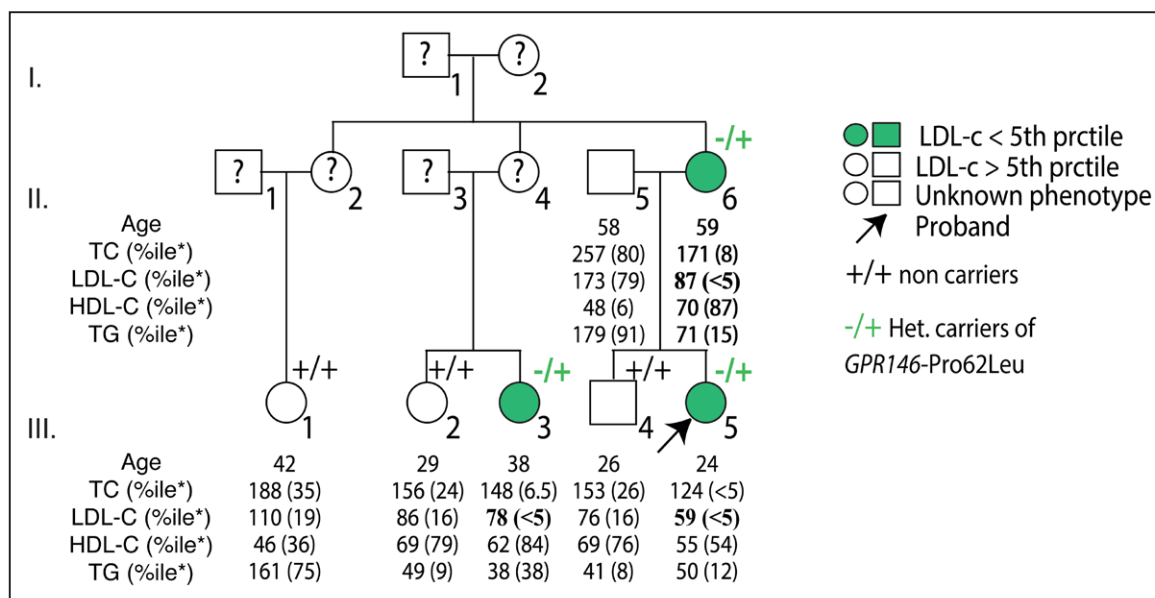 I.
? 1 ? 2
-/+
? 1 ? 2 ? 3 ? 4 5 6
II.
Age 58 59
TC (%ile*) 257 (80) 171 (8)
LDL-C (%ile*) 173 (79) 87 (<5)
HDL-C (%ile*) 48 (6) 70 (87)
TG (%ile*) 179 (91) 71 (15)
+/+ +/+ -/+ +/+ -/+
1 2 3 4 5
III.
Age 42 29 38 26 24
TC (%ile*) 188 (35) 156 (24) 148 (6.5) 153 (26) 124 (<5)
LDL-C (%ile*) 110 (19) 86 (16) 78 (<5) 76 (16) 59 (<5)
HDL-C (%ile*) 46 (36) 69 (79) 62 (84) 69 (76) 55 (54)
TG (%ile*) 161 (75) 49 (9) 38 (38) 41 (8) 50 (12)
LDL-c < 5th prctile
LDL-c > 5th prctile
Unknown phenotype
Proband
+/+ non carriers
-/+ Het. carriers of
GPR146-Pro62Leu